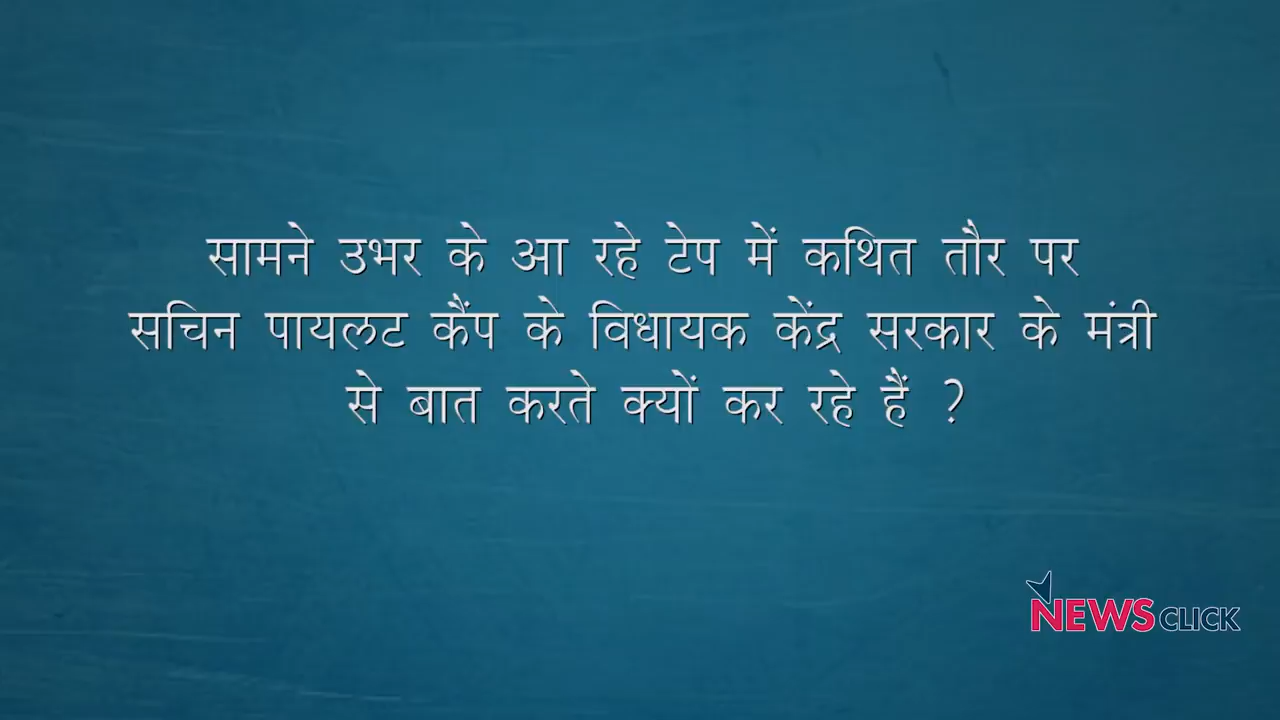 सामने उभर के आ रहे टेप में कथित तौर पर
सचिन पायलट कैंप के विधायक केंद्र सरकार के मंत्री
से बात करते क्यों कर रहे हैं ?
NEWSCLICK